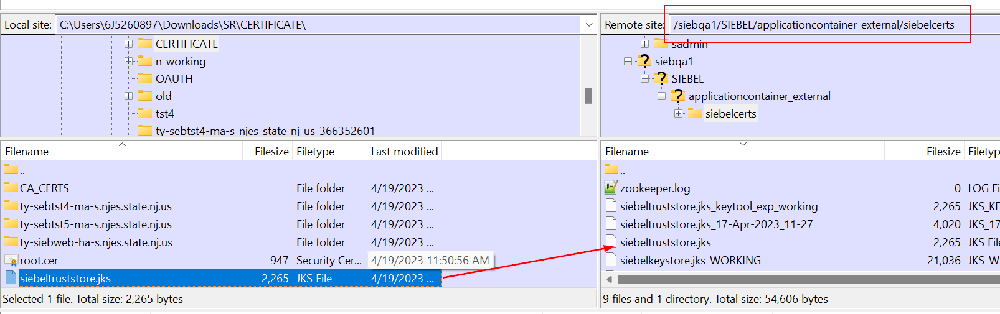 Local site: C:\Users\6J5260897\Downloads\SR\CERTIFICATE\
CERTIFICATE
n_working
OAUTH
old
tst4
ty-sebtst4-ma-s_njes_state_nj_us_366352601
Filename Filesize Filetype Last modified
..
CA_CERTS File folder 4/19/2023 ...
ty-sebtst4-ma-s.njes.state.nj.us File folder 4/19/2023 ...
ty-sebtst5-ma-s.njes.state.nj.us File folder 4/19/2023 ...
ty-siebweb-ha-s.njes.state.nj.us File folder 4/19/2023 ...
root.cer 947 Security Cer... 4/19/2023 11:50:56 AM
siebeltruststore.jks 2,265 JKS File 4/19/2023 ...
Selected 1 file. Total size: 2,265 bytes
Remote site: /siebqa1/SIEBEL/applicationcontainer_external/siebelcerts
sadmin
siebqa1
SIEBEL
applicationcontainer_external
siebelcerts
Filename Filesize Filetyp
..
zookeeper.log 0 LOG Fi
siebeltruststore.jks_keytool_exp_working 2,265 JKS_KE
siebeltruststore.jks_17-Apr-2023_11-27 4,020 JKS_17
siebeltruststore.jks 2,265 JKS File
siebelkeystore.jks_WORKING 21,036 JKS_W
9 files and 1 directory. Total size: 54,606 bytes